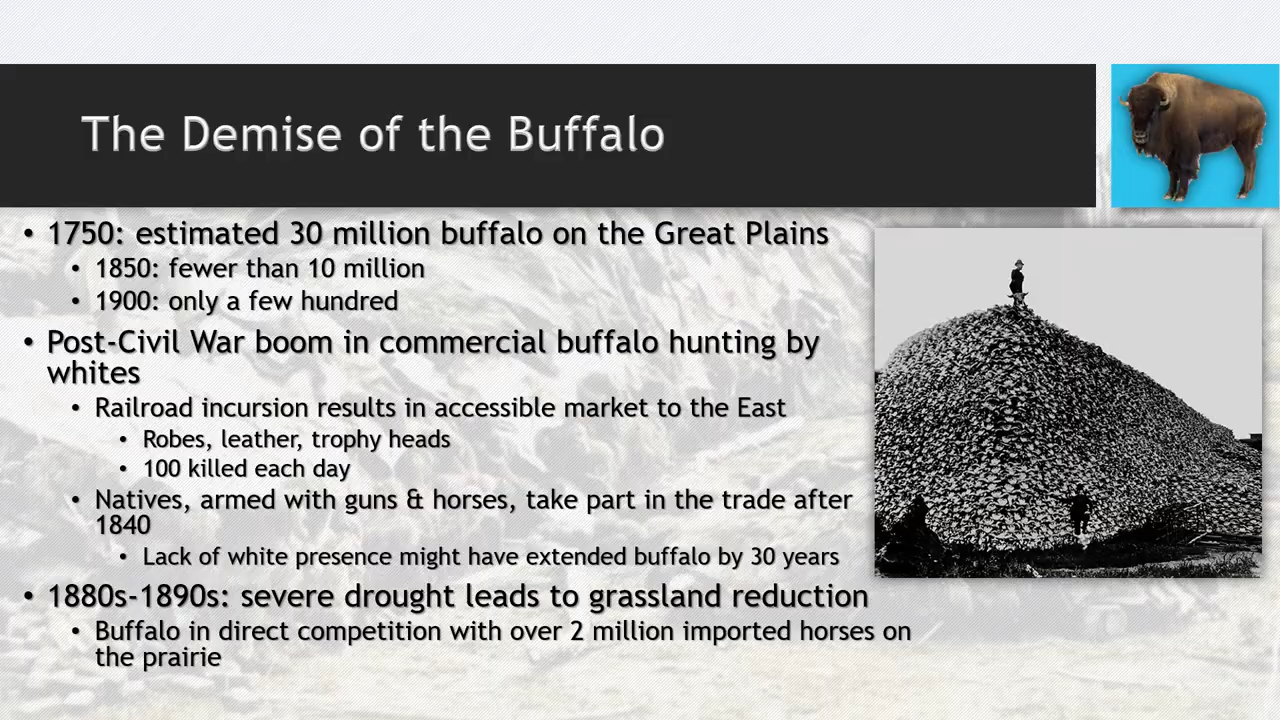 The Demise of the Buffalo
• 1750: estimated 30 million buffalo on the Great Plains
• 1850: fewer than 10 million
• 1900: only a few hundred
• Post-Civil War boom in commercial buffalo hunting by
whites
• Railroad incursion results in accessible market to the East
• Robes, leather, trophy heads
• 100 killed each day
• Natives, armed with guns & horses, take part in the trade after
1840
• Lack of white presence might have extended buffalo by 30 years
• 1880s-1890s: severe drought leads to grassland reduction
• Buffalo in direct competition with over 2 million imported horses on
the prairie